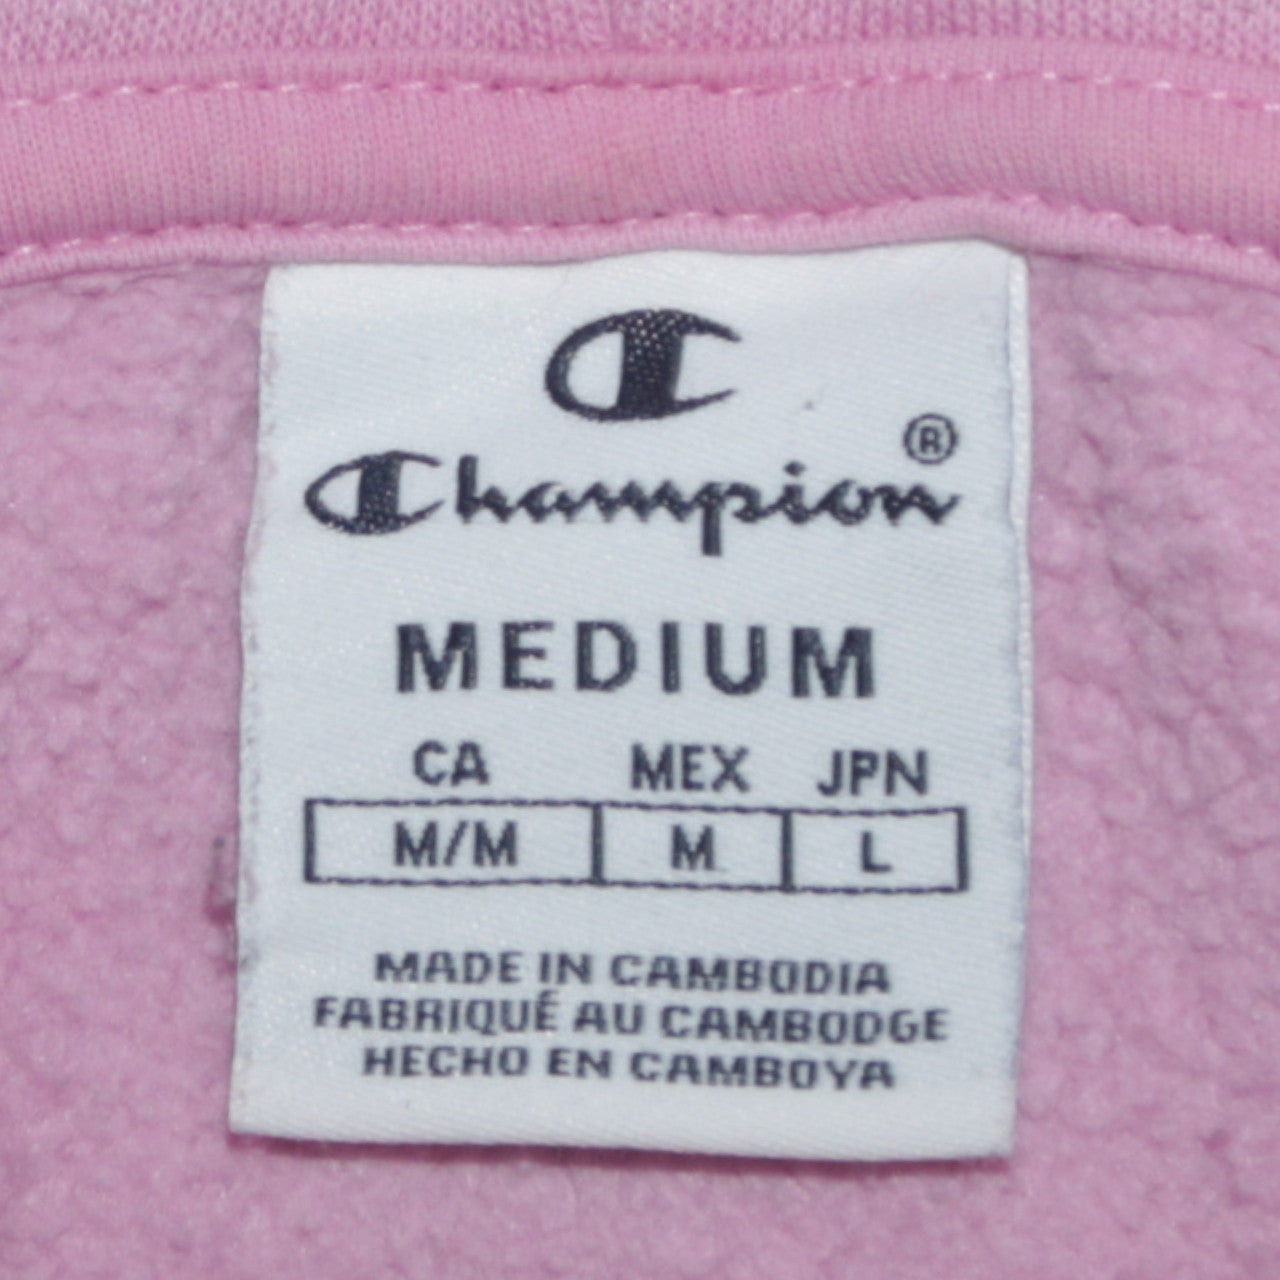 Champion®
MEDIUM
CA MEX JPN
M/M M L
MADE IN CAMBODIA
FABRIQUÉ AU CAMBODGE
HECHO EN CAMBOYA